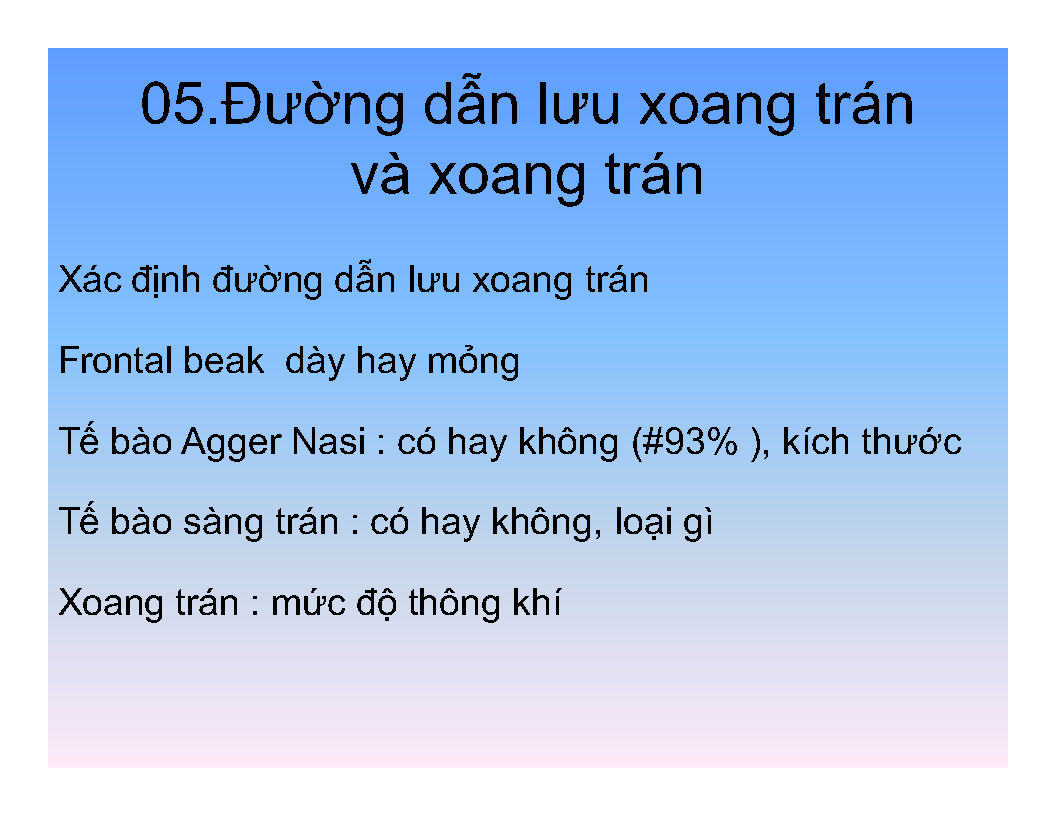 05.Đường dẫn lưu xoang trán
và xoang trán
Xác định đường dẫn lưu xoang trán
Frontal beak dày hay mỏng
Tế bào Agger Nasi : có hay không (#93% ), kích thước
Tế bào sàng trán : có hay không, loại gì
Xoang trán : mức độ thông khí